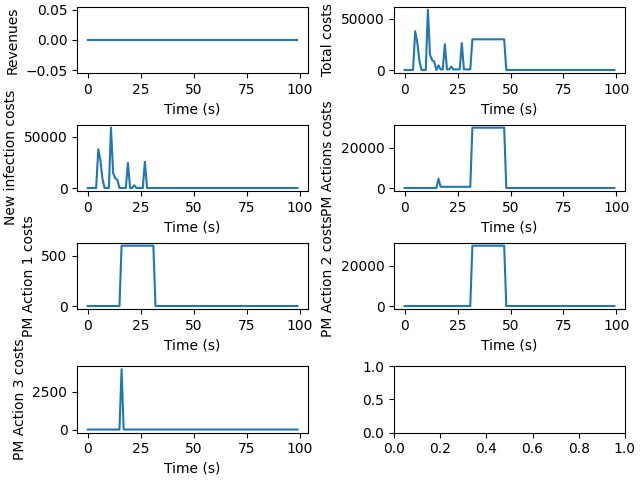 Revenues
0.05
0.00
−0.05
0 25 50 75 100
Time (s)
Total costs
50000
0
0 25 50 75 100
Time (s)
New infection costs
50000
0
0 25 50 75 100
Time (s)
PM Actions costs
20000
0
0 25 50 75 100
Time (s)
PM Action 1 costs
500
0
0 25 50 75 100
Time (s)
PM Action 2 costs
20000
0
0 25 50 75 100
Time (s)
PM Action 3 costs
2500
0
0 25 50 75 100
Time (s)
1.0
0.5
0.0
0.0 0.2 0.4 0.6 0.8 1.0